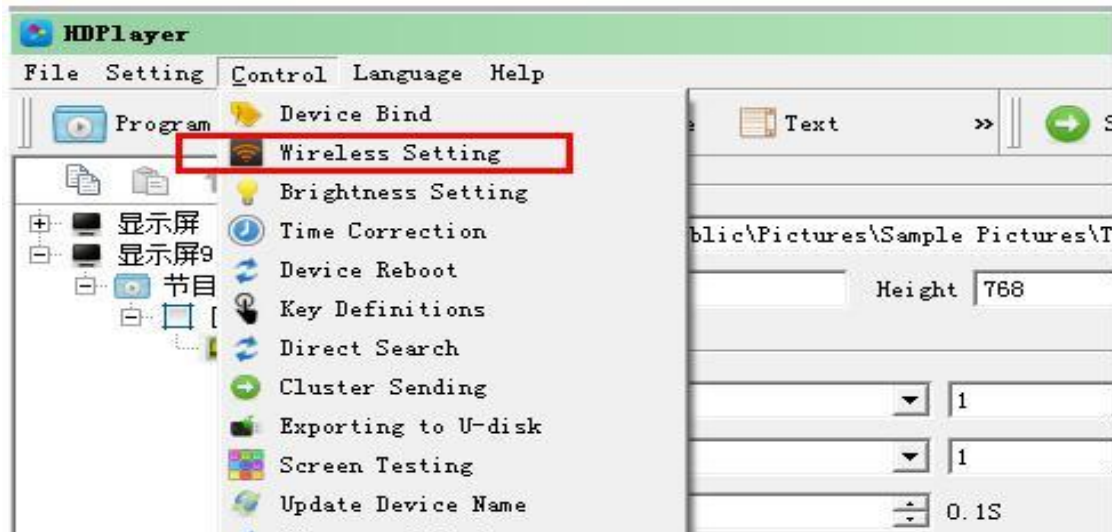 HDPlayer
File Setting Control Language Help
Program Text »
Device Bind
Wireless Setting
Brightness Setting
Time Correction
Device Reboot
Key Definitions
Direct Search
Cluster Sending
Exporting to U-disk
Screen Testing
Update Device Name
显示屏
显示屏9
节目
blic\Pictures\Sample Pictures\T
Height 768
1
1
0.1S